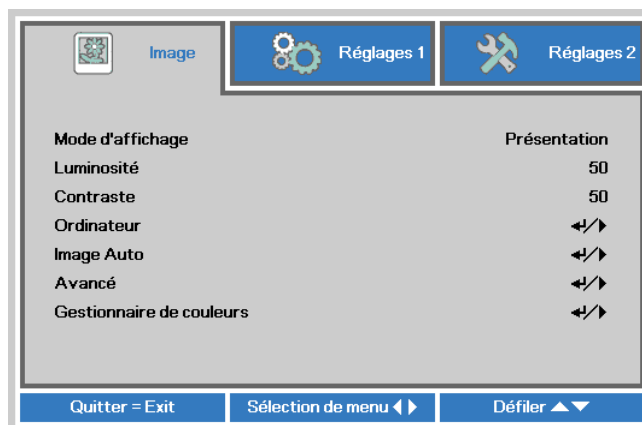 Image Réglages 1 Réglages 2
Mode d'affichage Présentation
Luminosité 50
Contraste 50
Ordinateur ↵/▶
Image Auto ↵/▶
Avancé ↵/▶
Gestionnaire de couleurs ↵/▶
Quitter = Exit Sélection de menu ◀▶ Défiler ▲▼